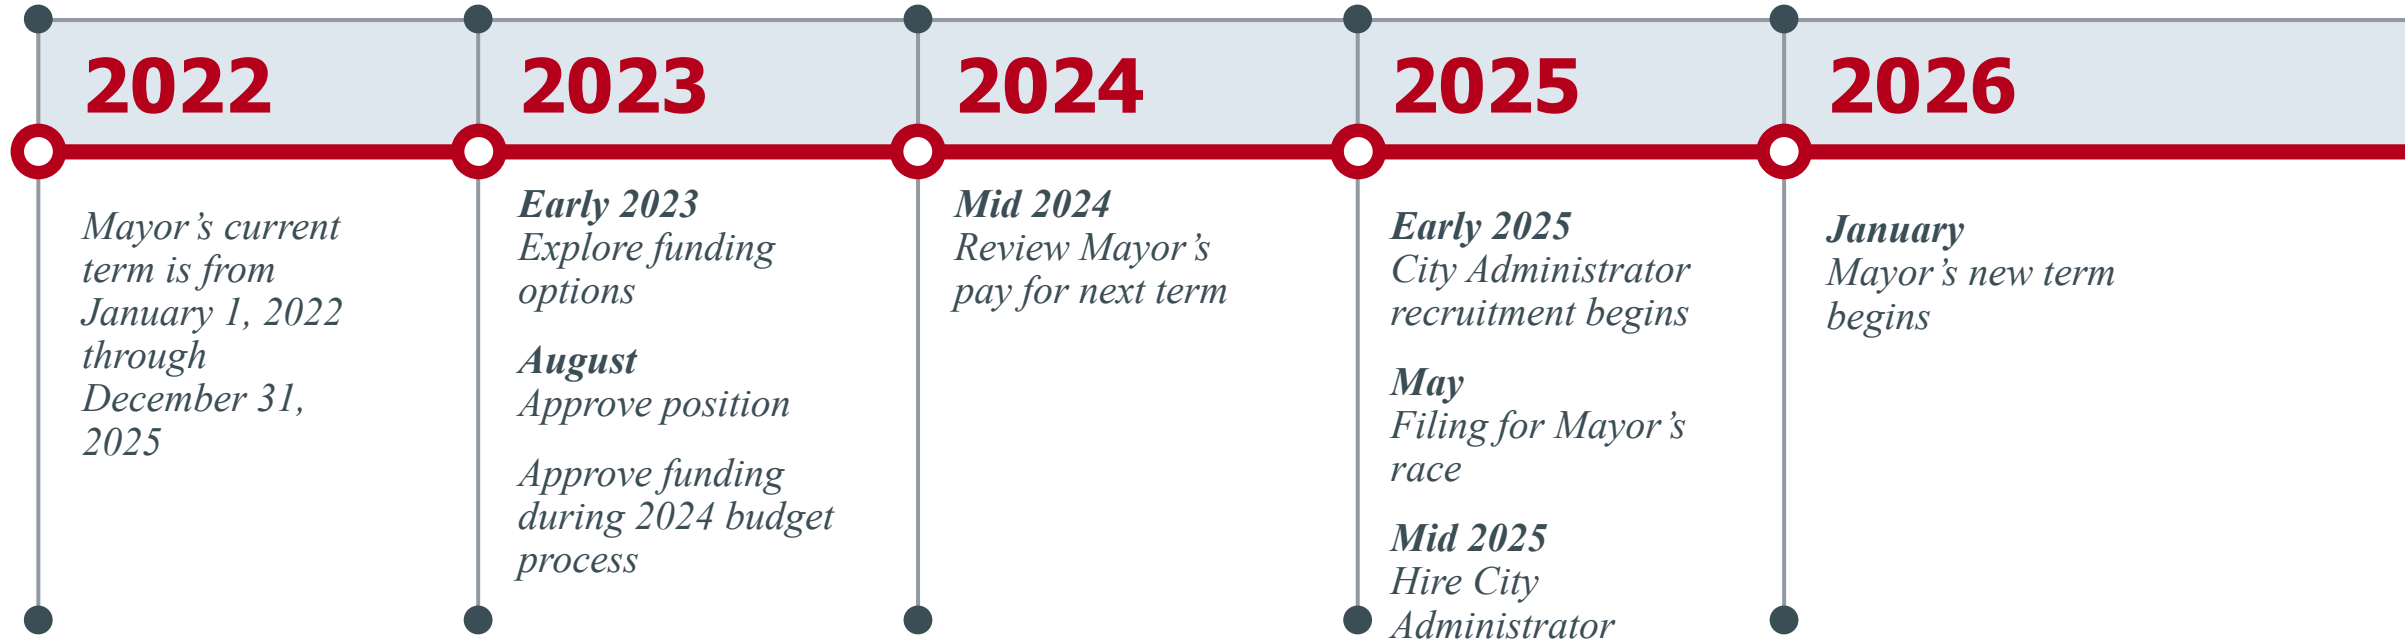 2022
Mayor’s current
term is from
January 1, 2022
through
December 31,
2025
2023
Early 2023
Explore funding
options
August
Approve position
Approve funding
during 2024 budget
process
2024
Mid 2024
Review Mayor’s
pay for next term
2025
Early 2025
City Administrator
recruitment begins
May
Filing for Mayor’s
race
Mid 2025
Hire City
Administrator
2026
January
Mayor’s new term
begins